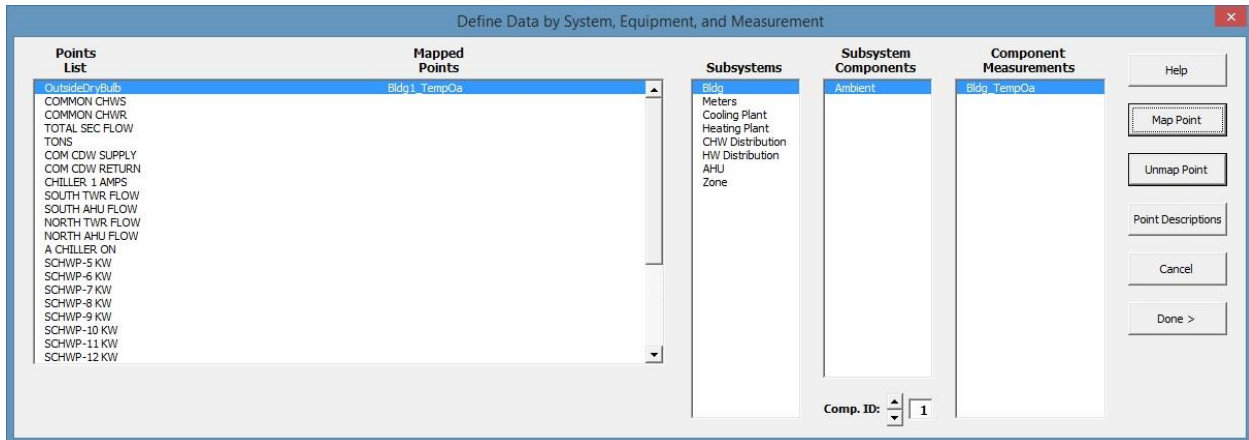 Define Data by System, Equipment, and Measurement
Points
List
Mapped
Points
OutsideDryBulb Bldg1_TempOa
COMMON CHWS
COMMON CHWR
TOTAL SEC FLOW
TONS
COM CDW SUPPLY
COM CDW RETURN
CHILLER 1 AMPS
SOUTH TWR FLOW
SOUTH AHU FLOW
NORTH TWR FLOW
NORTH AHU FLOW
A CHILLER ON
SCHWP-5 KW
SCHWP-6 KW
SCHWP-7 KW
SCHWP-8 KW
SCHWP-9 KW
SCHWP-10 KW
SCHWP-11 KW
SCHWP-12 KW
Subsystems
Bldg
Meters
Cooling Plant
Heating Plant
CHW Distribution
HW Distribution
AHU
Zone
Subsystem
Components
Ambient
Comp. ID: 1
Component
Measurements
Bldg_TempOa
Help
Map Point
Unmap Point
Point Descriptions
Cancel
Done >